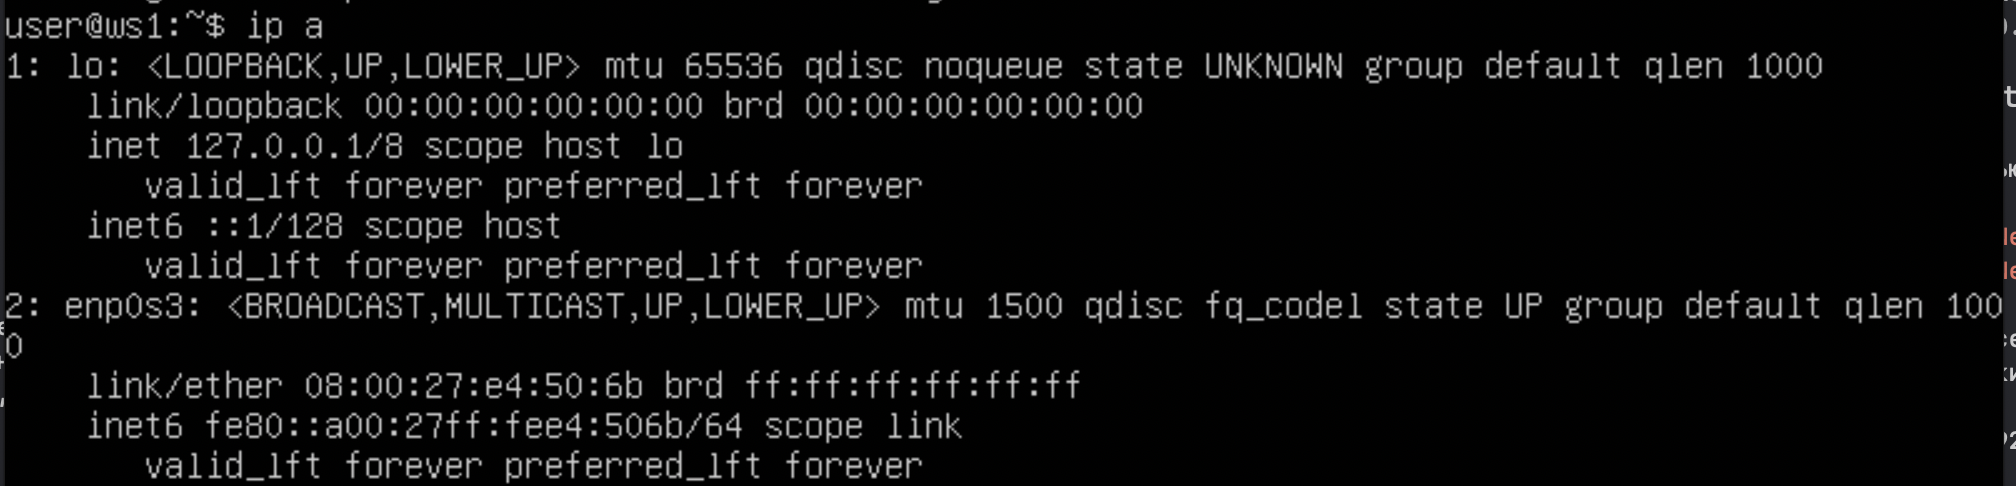 user@ws1:~$ ip a
1: lo: <LOOPBACK,UP,LOWER_UP> mtu 65536 qdisc noqueue state UNKNOWN group default qlen 1000
    link/loopback 00:00:00:00:00:00 brd 00:00:00:00:00:00
    inet 127.0.0.1/8 scope host lo
       valid_lft forever preferred_lft forever
    inet6 ::1/128 scope host
       valid_lft forever preferred_lft forever
2: enp0s3: <BROADCAST,MULTICAST,UP,LOWER_UP> mtu 1500 qdisc fq_codel state UP group default qlen 100
0
    link/ether 08:00:27:e4:50:6b brd ff:ff:ff:ff:ff:ff
    inet6 fe80::a00:27ff:fee4:506b/64 scope link
       valid_lft forever preferred_lft forever